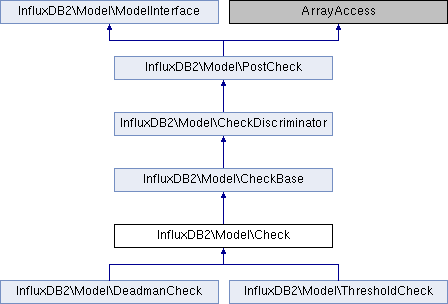 InfluxDB2\Model\ModelInterface
ArrayAccess
InfluxDB2\Model\PostCheck
InfluxDB2\Model\CheckDiscriminator
InfluxDB2\Model\CheckBase
InfluxDB2\Model\Check
InfluxDB2\Model\DeadmanCheck
InfluxDB2\Model\ThresholdCheck